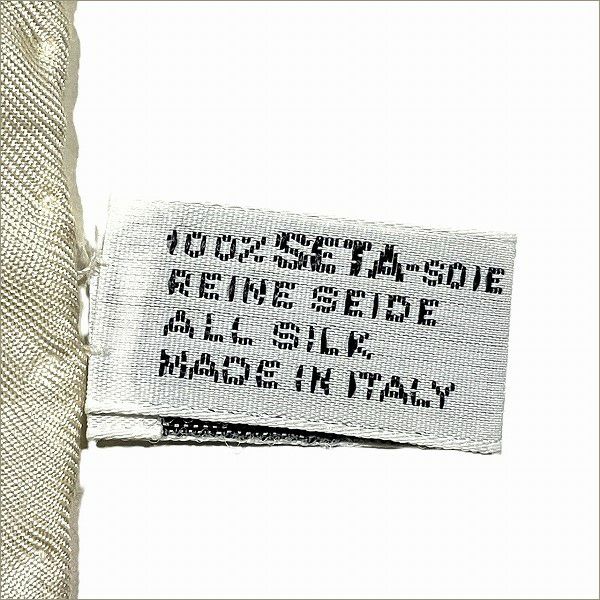 100% SETA-SOIE
REINE SEIDE
ALL SILK
MADE IN ITALY